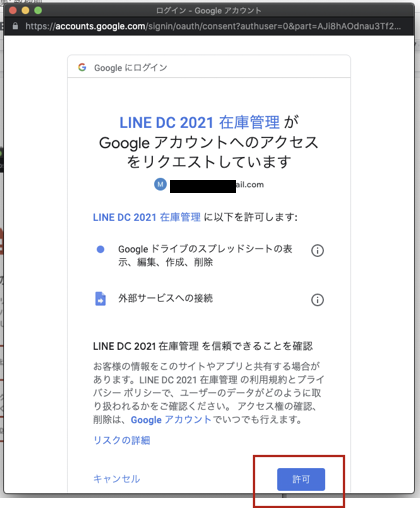 ログイン - Google アカウント
https://accounts.google.com/signin/oauth/consent?authuser=0&part=AJi8hAOdnau3Tf2...
Google にログイン
LINE DC 2021 在庫管理 が
Google アカウントへのアクセス
をリクエストしています
M
ail.com
LINE DC 2021 在庫管理 に以下を許可します:
Google ドライブのスプレッドシートの表
示、編集、作成、削除
外部サービスへの接続
LINE DC 2021 在庫管理 を信頼できることを確認
お客様の情報をこのサイトやアプリと共有する場合が
あります。LINE DC 2021 在庫管理 の利用規約とプライ
バシー ポリシーで、ユーザーのデータがどのように取
り扱われるかをご確認ください。 アクセス権の確認、
削除は、Google アカウントでいつでも行えます。
リスクの詳細
キャンセル
許可